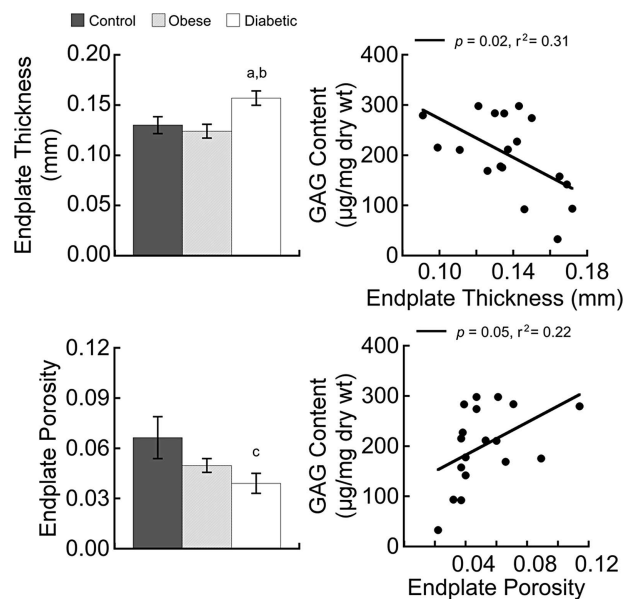 Control Obese Diabetic
Endplate Thickness
(mm)
0.20
0.15
0.10
0.05
0.00
a,b
p = 0.02, r²= 0.31
GAG Content
(µg/mg dry wt)
400
300
200
100
0
0.10 0.14 0.18
Endplate Thickness (mm)
Endplate Porosity
0.12
0.09
0.06
0.03
0.00
c
p = 0.05, r²= 0.22
GAG Content
(µg/mg dry wt)
400
300
200
100
0
0.04 0.08 0.12
Endplate Porosity